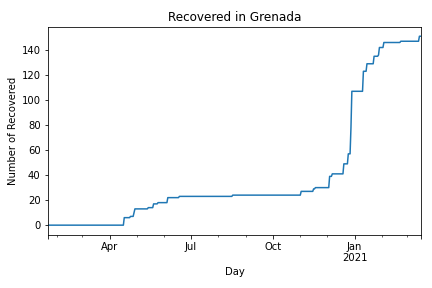 Recovered in Grenada
Number of Recovered
140
120
100
80
60
40
20
0
Apr
Jul
Oct
Jan
2021
Day